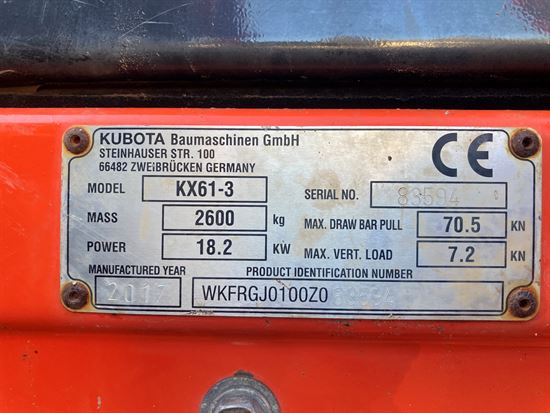 KUBOTA Baumaschinen GmbH
STEINHAUSER STR. 100
66482 ZWEIBRÜCKEN GERMANY
CE
MODEL KX61-3
SERIAL NO. 83594
MASS 2600 kg
MAX. DRAW BAR PULL 70.5 KN
POWER 18.2 KW
MAX. VERT. LOAD 7.2 KN
MANUFACTURED YEAR
PRODUCT IDENTIFICATION NUMBER
2017
WKFRGJ0100Z0